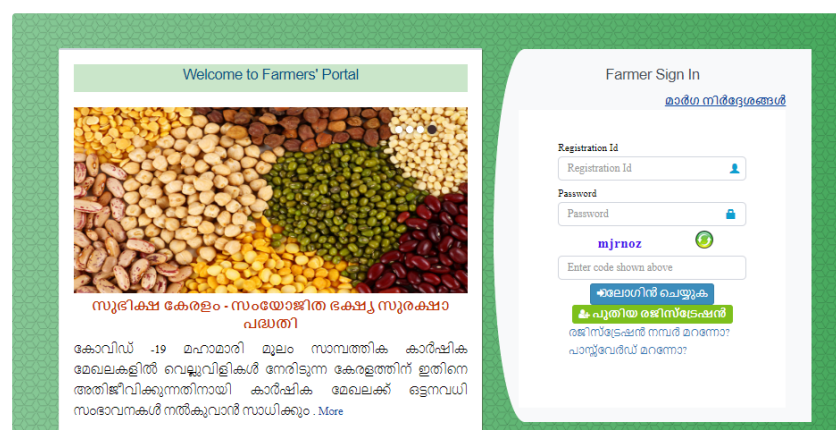 Welcome to Farmers' Portal
സുഭിക്ഷ കേരളം - സംയോജിത ഭക്ഷ്യ സുരക്ഷാ
പദ്ധതി
കോവിഡ് -19 മഹാമാരി മൂലം സാമ്പത്തിക കാർഷിക
മേഖലകളിൽ വെല്ലുവിളികൾ നേരിടുന്ന കേരളത്തിന് ഇതിനെ
അതിജീവിക്കുന്നതിനായി കാർഷിക മേഖലക്ക് ഒട്ടനവധി
സംഭാവനകൾ നൽകുവാൻ സാധിക്കും . More
Farmer Sign In
മാർഗ നിർദ്ദേശങ്ങൾ
Registration Id
Registration Id
Password
Password
mjrnoz
Enter code shown above
ലോഗിൻ ചെയ്യുക
പുതിയ രജിസ്ട്രേഷൻ
രജിസ്ട്രേഷൻ നമ്പർ മറന്നോ?
പാസ്സ്‌വേർഡ് മറന്നോ?